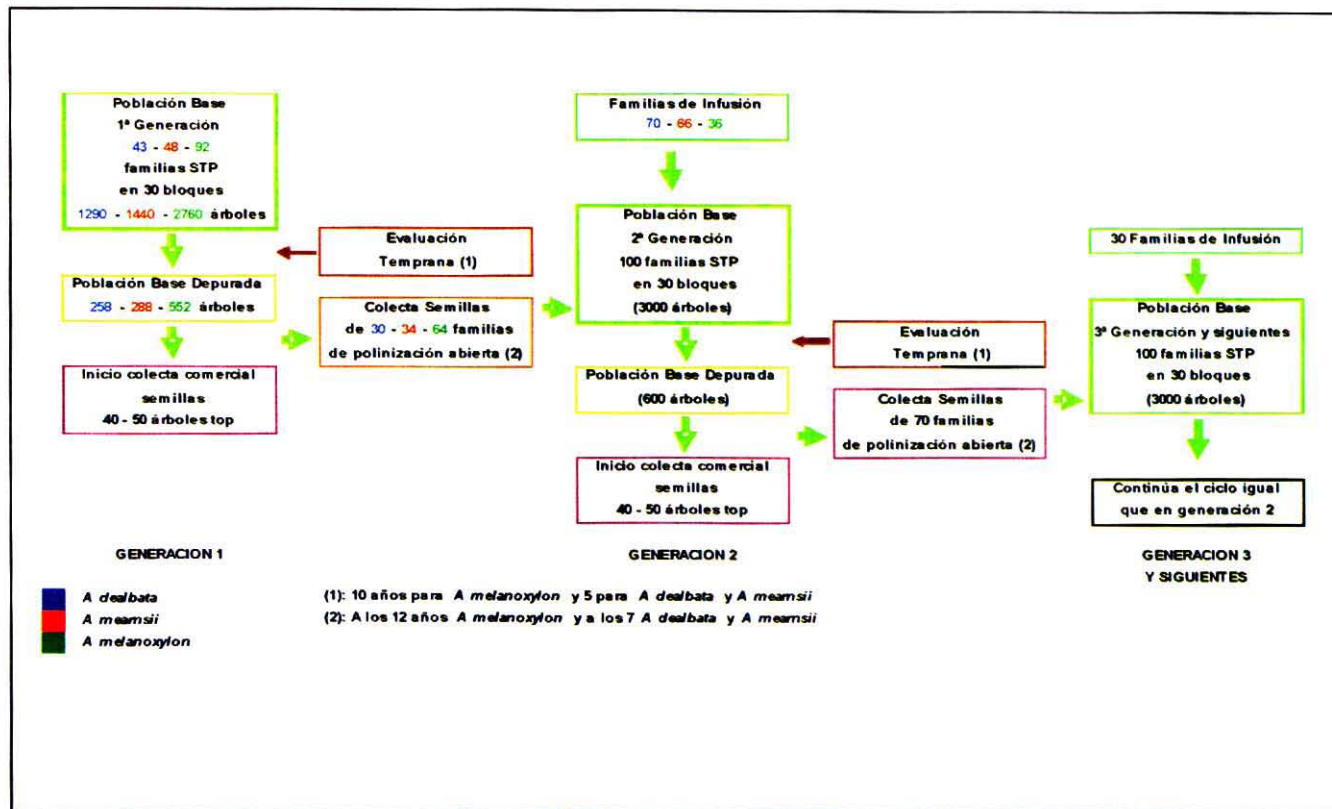 Población Base
1ª Generación
43 - 48 - 92
familias STP
en 30 bloques
1290 - 1440 - 2760 árboles
Población Base Depurada
258 - 288 - 552 árboles
Inicio colecta comercial
semillas
40 - 50 árboles top
GENERACION 1
Evaluación
Temprana (1)
Colecta Semillas
de 30 - 34 - 64 familias
de polinización abierta (2)
Familias de Infusión
70 - 66 - 36
Población Base
2ª Generación
100 familias STP
en 30 bloques
(3000 árboles)
Población Base Depurada
(600 árboles)
Inicio colecta comercial
semillas
40 - 50 árboles top
GENERACION 2
Evaluación
Temprana (1)
Colecta Semillas
de 70 familias
de polinización abierta (2)
30 Familias de Infusión
Población Base
3ª Generación y siguientes
100 familias STP
en 30 bloques
(3000 árboles)
Continúa el ciclo igual
que en generación 2
GENERACION 3
Y SIGUIENTES
A dealbata
A mearnsii
A melanoxylon
(1): 10 años para A melanoxylon y 5 para A dealbata y A mearnsii
(2): A los 12 años A melanoxylon y a los 7 A dealbata y A mearnsii